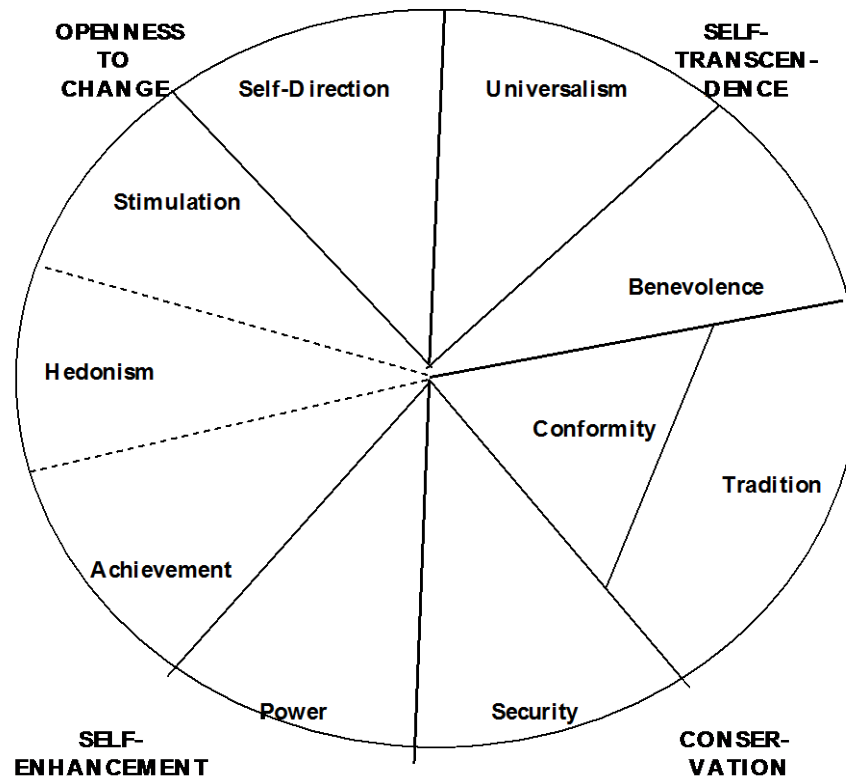 OPENNESS
TO
CHANGE
SELF-
TRANSCEN-
DENCE
Self-Direction
Universalism
Stimulation
Benevolence
Hedonism
Conformity
Tradition
Achievement
Power
Security
SELF-
ENHANCEMENT
CONSER-
VATION